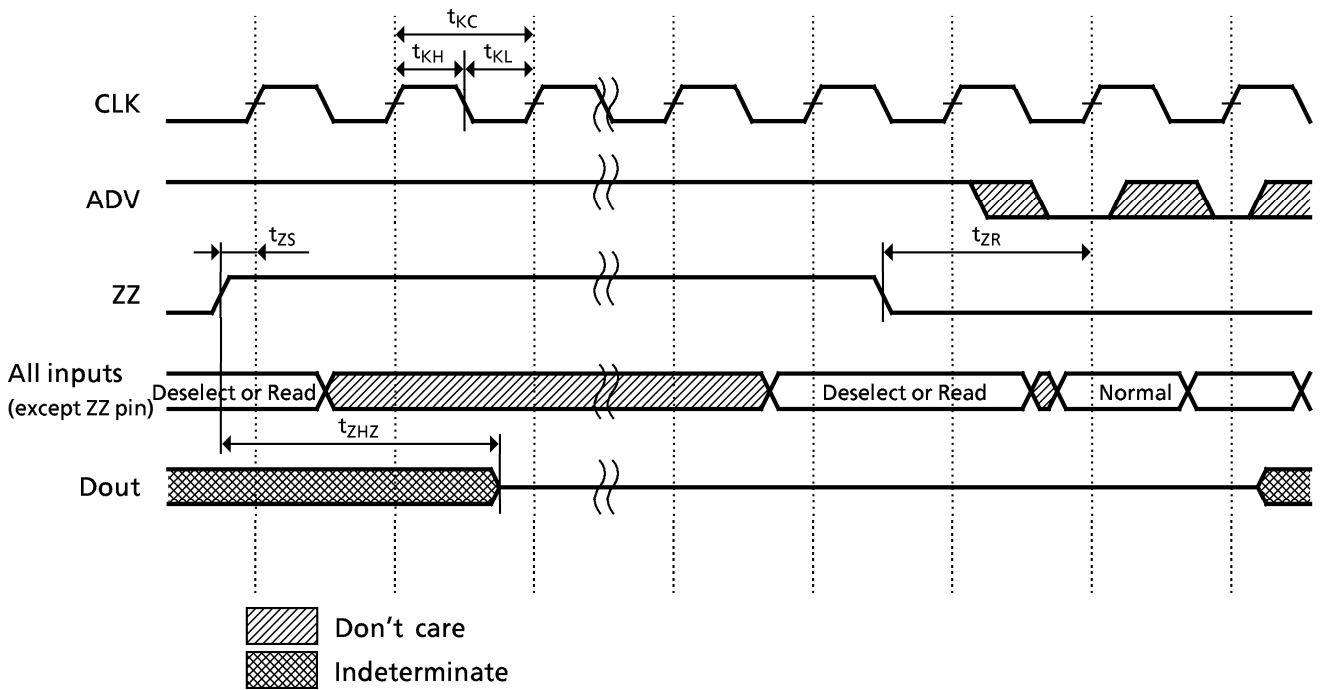 tKC
tKH tKL
CLK
ADV
tZS tZR
ZZ
All inputs
(except ZZ pin)
Deselect or Read Deselect or Read Normal
tZHZ
Dout
Don't care
Indeterminate